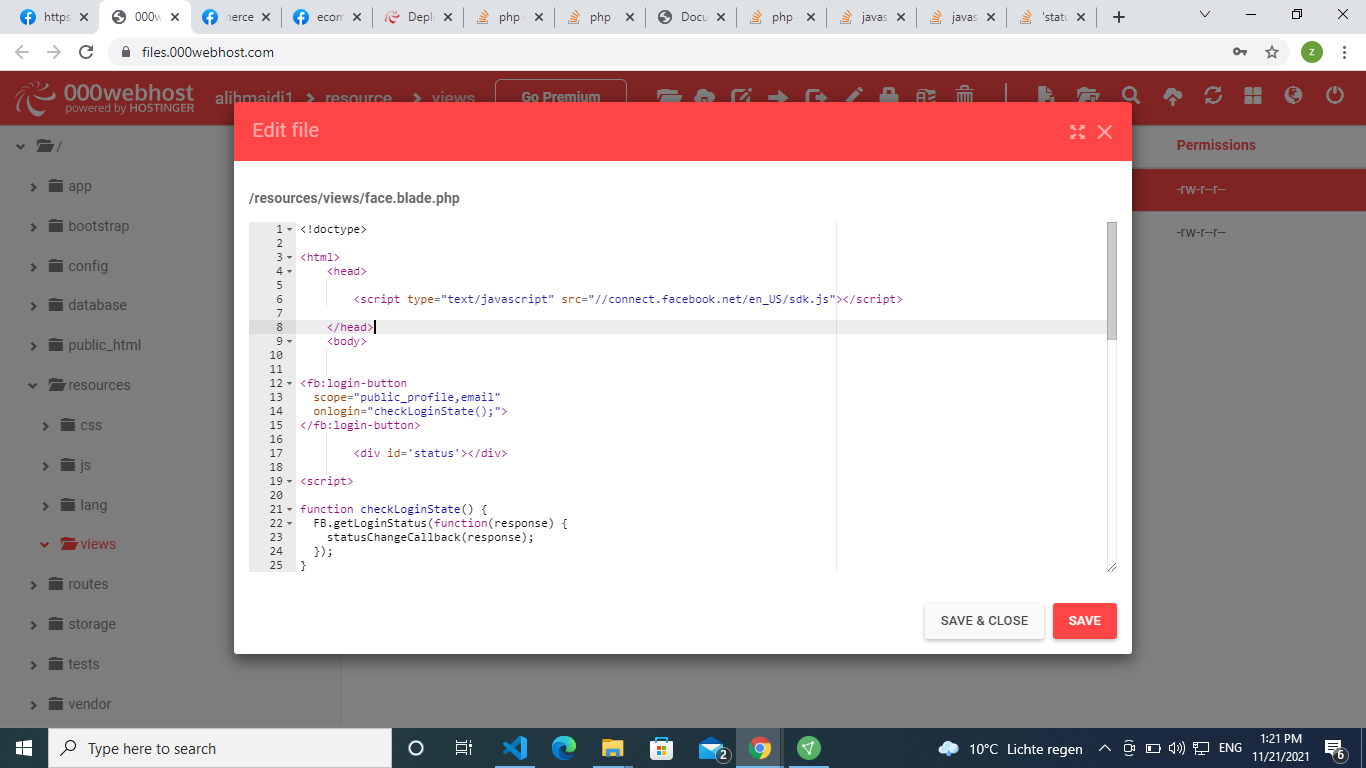 https
000w
merce
ecom
Depl
php
php -
Docu
php
javas
javas
'statu
files.000webhost.com
z
000webhost
powered by HOSTINGER
alihmaidi1 > resource > views
Go Premium
Edit file
Permissions
/
app
bootstrap
config
database
public_html
resources
css
js
lang
views
routes
storage
tests
vendor
-rw-r--r--
-rw-r--r--
/resources/views/face.blade.php
1 <!doctype>
2
3 <html>
4 <head>
5
6 <script type="text/javascript" src="//connect.facebook.net/en_US/sdk.js"></script>
7
8 </head>
9 <body>
10
11
12 <fb:login-button
13 scope="public_profile,email"
14 onlogin="checkLoginState();">
15 </fb:login-button>
16
17 <div id='status'></div>
18
19 <script>
20
21 function checkLoginState() {
22 FB.getLoginStatus(function(response) {
23 statusChangeCallback(response);
24 });
25 }
SAVE & CLOSE
SAVE
Type here to search
2
10°C Lichte regen
ENG
1:21 PM
11/21/2021
6